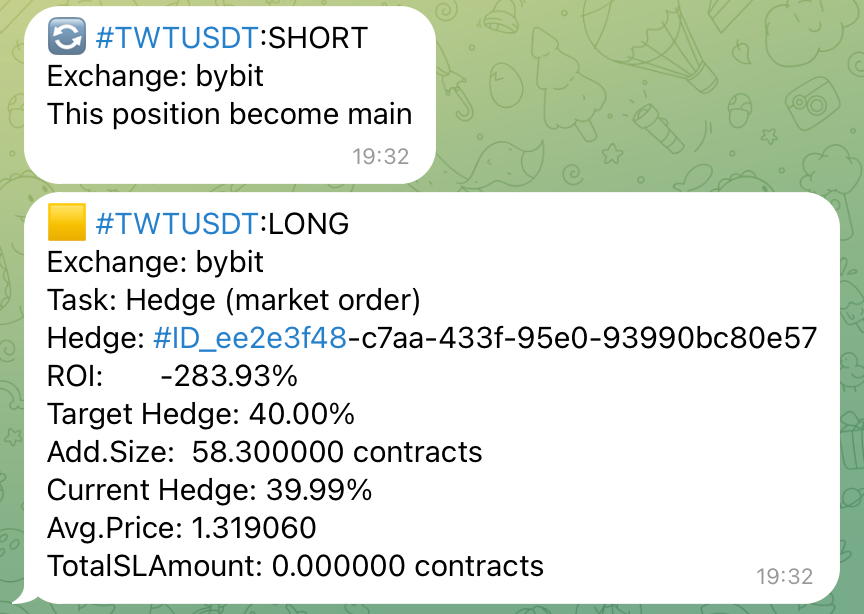 #TWTUSDT:SHORT
Exchange: bybit
This position become main
19:32
#TWTUSDT:LONG
Exchange: bybit
Task: Hedge (market order)
Hedge: #ID_ee2e3f48-c7aa-433f-95e0-93990bc80e57
ROI: -283.93%
Target Hedge: 40.00%
Add.Size: 58.300000 contracts
Current Hedge: 39.99%
Avg.Price: 1.319060
TotalSLAmount: 0.000000 contracts
19:32